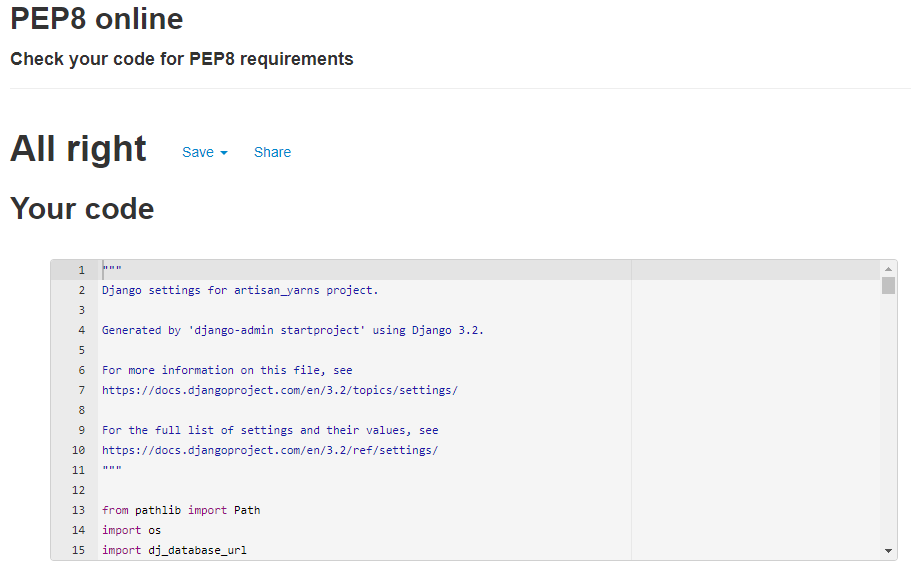 PEP8 online
Check your code for PEP8 requirements
All right Save Share
Your code
1 """
2 Django settings for artisan_yarns project.
3
4 Generated by 'django-admin startproject' using Django 3.2.
5
6 For more information on this file, see
7 https://docs.djangoproject.com/en/3.2/topics/settings/
8
9 For the full list of settings and their values, see
10 https://docs.djangoproject.com/en/3.2/ref/settings/
11 """
12
13 from pathlib import Path
14 import os
15 import dj_database_url